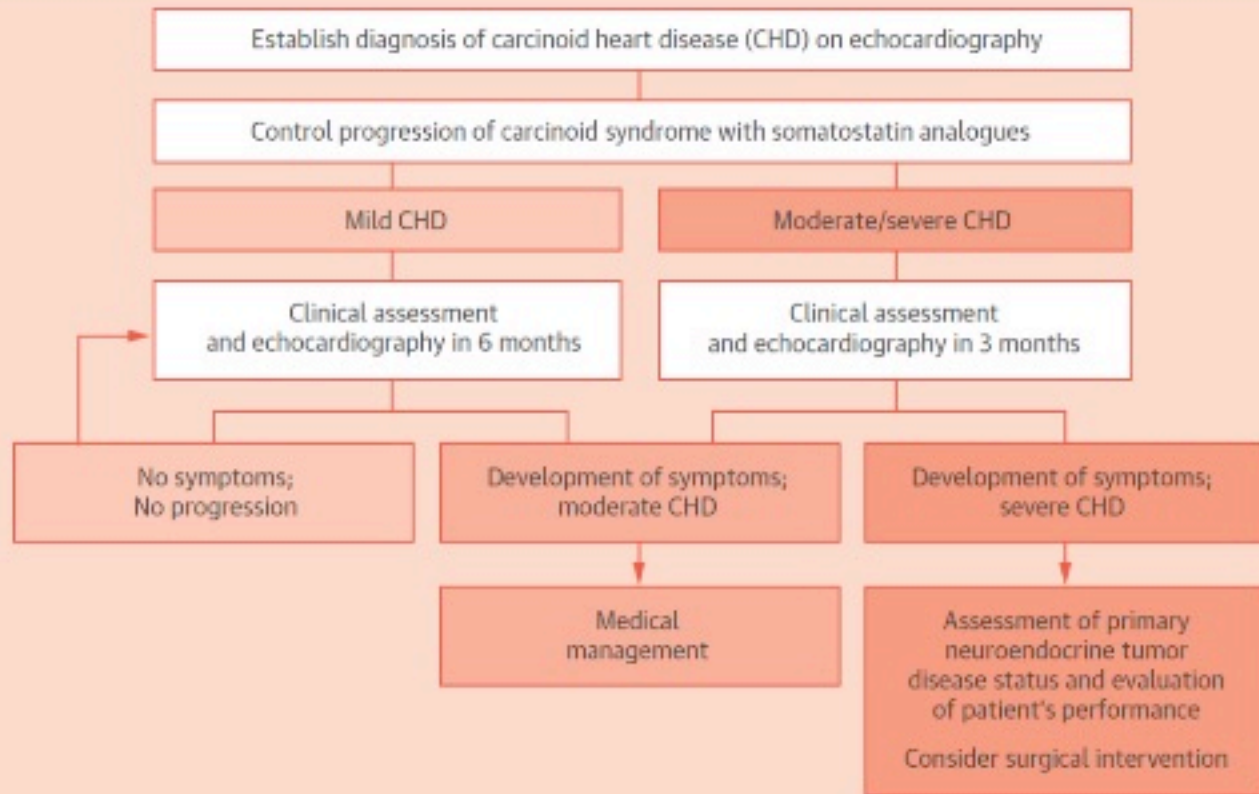 Establish diagnosis of carcinoid heart disease (CHD) on echocardiography
Control progression of carcinoid syndrome with somatostatin analogues
Mild CHD
Moderate/severe CHD
Clinical assessment
and echocardiography in 6 months
Clinical assessment
and echocardiography in 3 months
No symptoms;
No progression
Development of symptoms;
moderate CHD
Development of symptoms;
severe CHD
Medical
management
Assessment of primary
neuroendocrine tumor
disease status and evaluation
of patient's performance
Consider surgical intervention